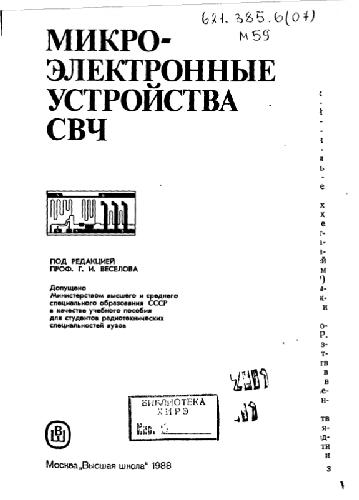 621.385.6(07)
М59
МИКРО-
ЭЛЕКТРОННЫЕ
УСТРОЙСТВА
СВЧ
ПОД РЕДАКЦИЕЙ
ПРОФ. Г. И. ВЕСЕЛОВА
Допущено
Министерством высшего и среднего
специального образования СССР
в качестве учебного пособия
для студентов радиотехнических
специальностей вузов
БИБЛИОТЕКА
ХИРЭ
Москва „Высшая школа" 1988